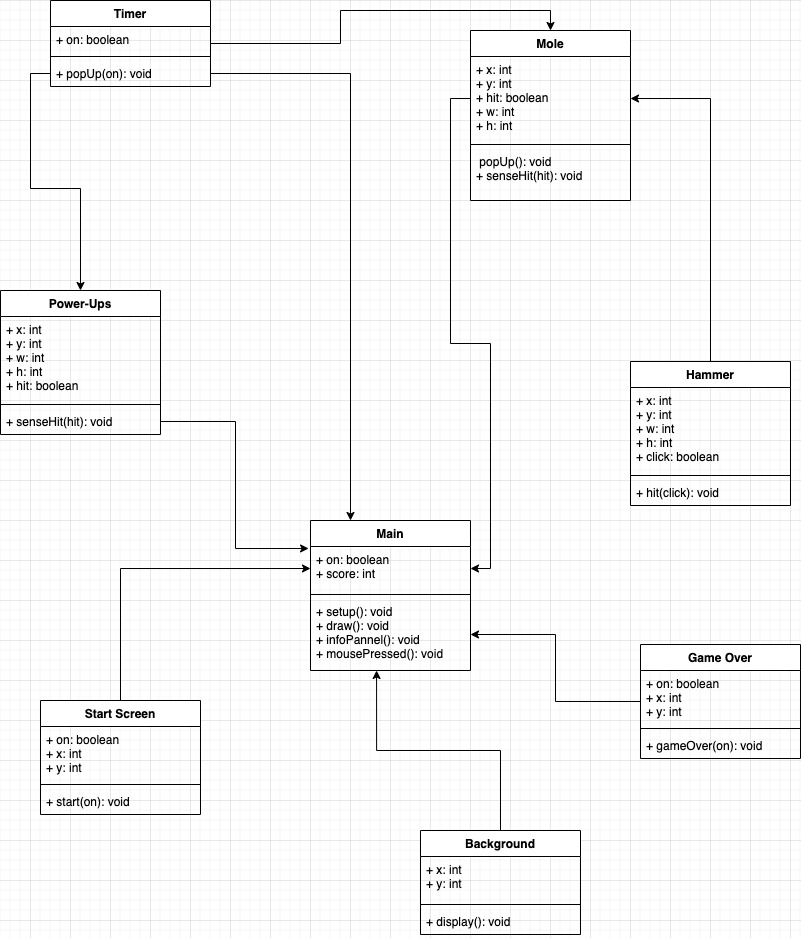 Timer
+ on: boolean
+ popUp(on): void
Mole
+ x: int
+ y: int
+ hit: boolean
+ w: int
+ h: int
popUp(): void
+ senseHit(hit): void
Power-Ups
+ x: int
+ y: int
+ w: int
+ h: int
+ hit: boolean
+ senseHit(hit): void
Hammer
+ x: int
+ y: int
+ w: int
+ h: int
+ click: boolean
+ hit(click): void
Main
+ on: boolean
+ score: int
+ setup(): void
+ draw(): void
+ infoPannel(): void
+ mousePressed(): void
Game Over
+ on: boolean
+ x: int
+ y: int
+ gameOver(on): void
Start Screen
+ on: boolean
+ x: int
+ y: int
+ start(on): void
Background
+ x: int
+ y: int
+ display(): void